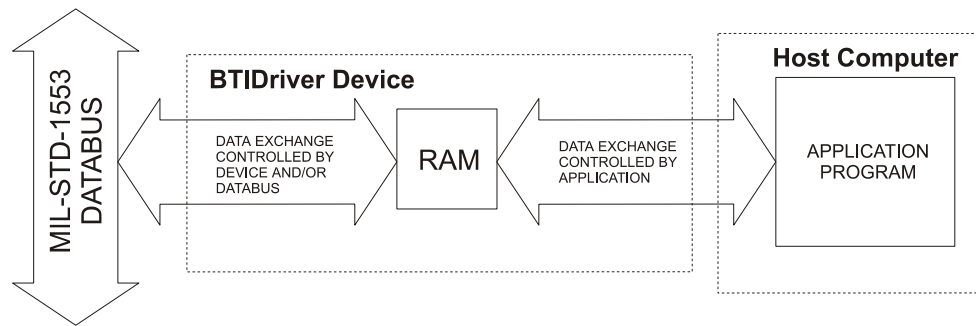 MIL-STD-1553
DATABUS
BTIDriver Device
DATA EXCHANGE
CONTROLLED BY
DEVICE AND/OR
DATABUS
RAM
DATA EXCHANGE
CONTROLLED BY
APPLICATION
Host Computer
APPLICATION
PROGRAM